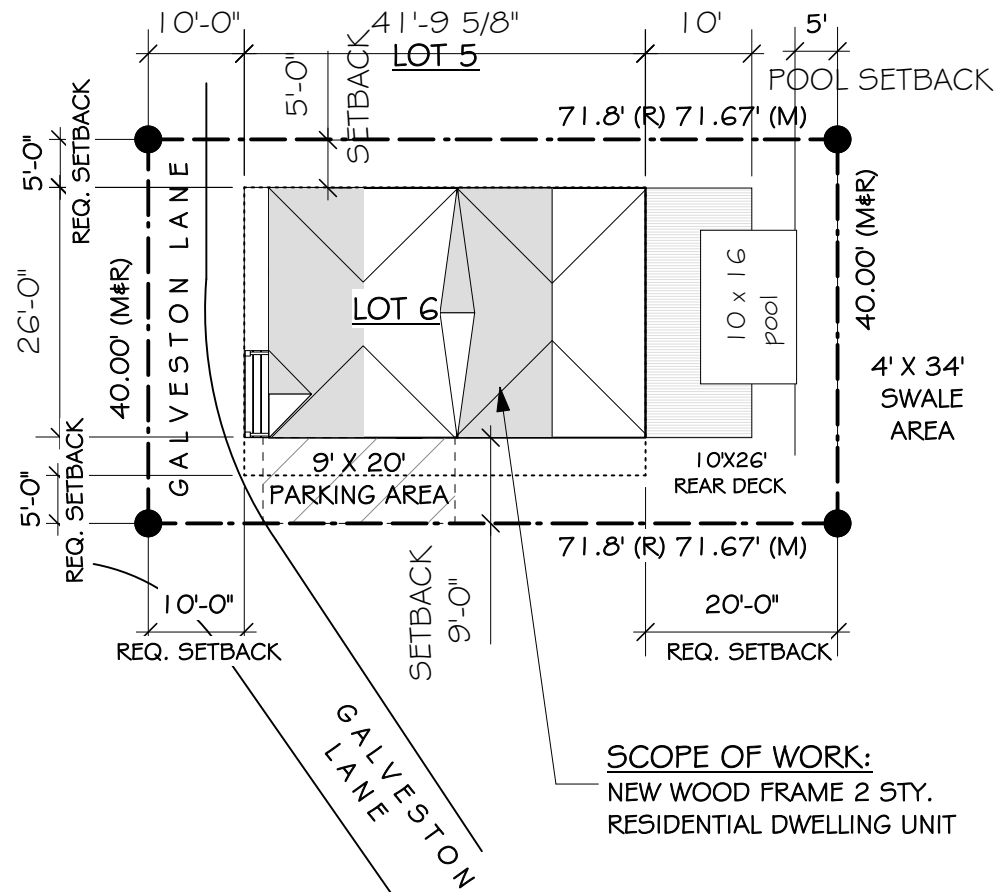 10'-0"
41'-9 5/8"
10'
5'
LOT 5
POOL SETBACK
5'-0"
SETBACK
71.8' (R) 71.67' (M)
5'-0"
REQ. SETBACK
GALVESTON LANE
40.00' (M&R)
26'-0"
LOT 6
10 x 16
pool
40.00' (M&R)
4' X 34'
SWALE
AREA
9' X 20'
PARKING AREA
10'X26'
REAR DECK
5'-0"
REQ. SETBACK
71.8' (R) 71.67' (M)
SETBACK
9'-0"
10'-0"
REQ. SETBACK
20'-0"
REQ. SETBACK
GALVESTON
LANE
SCOPE OF WORK:
NEW WOOD FRAME 2 STY.
RESIDENTIAL DWELLING UNIT